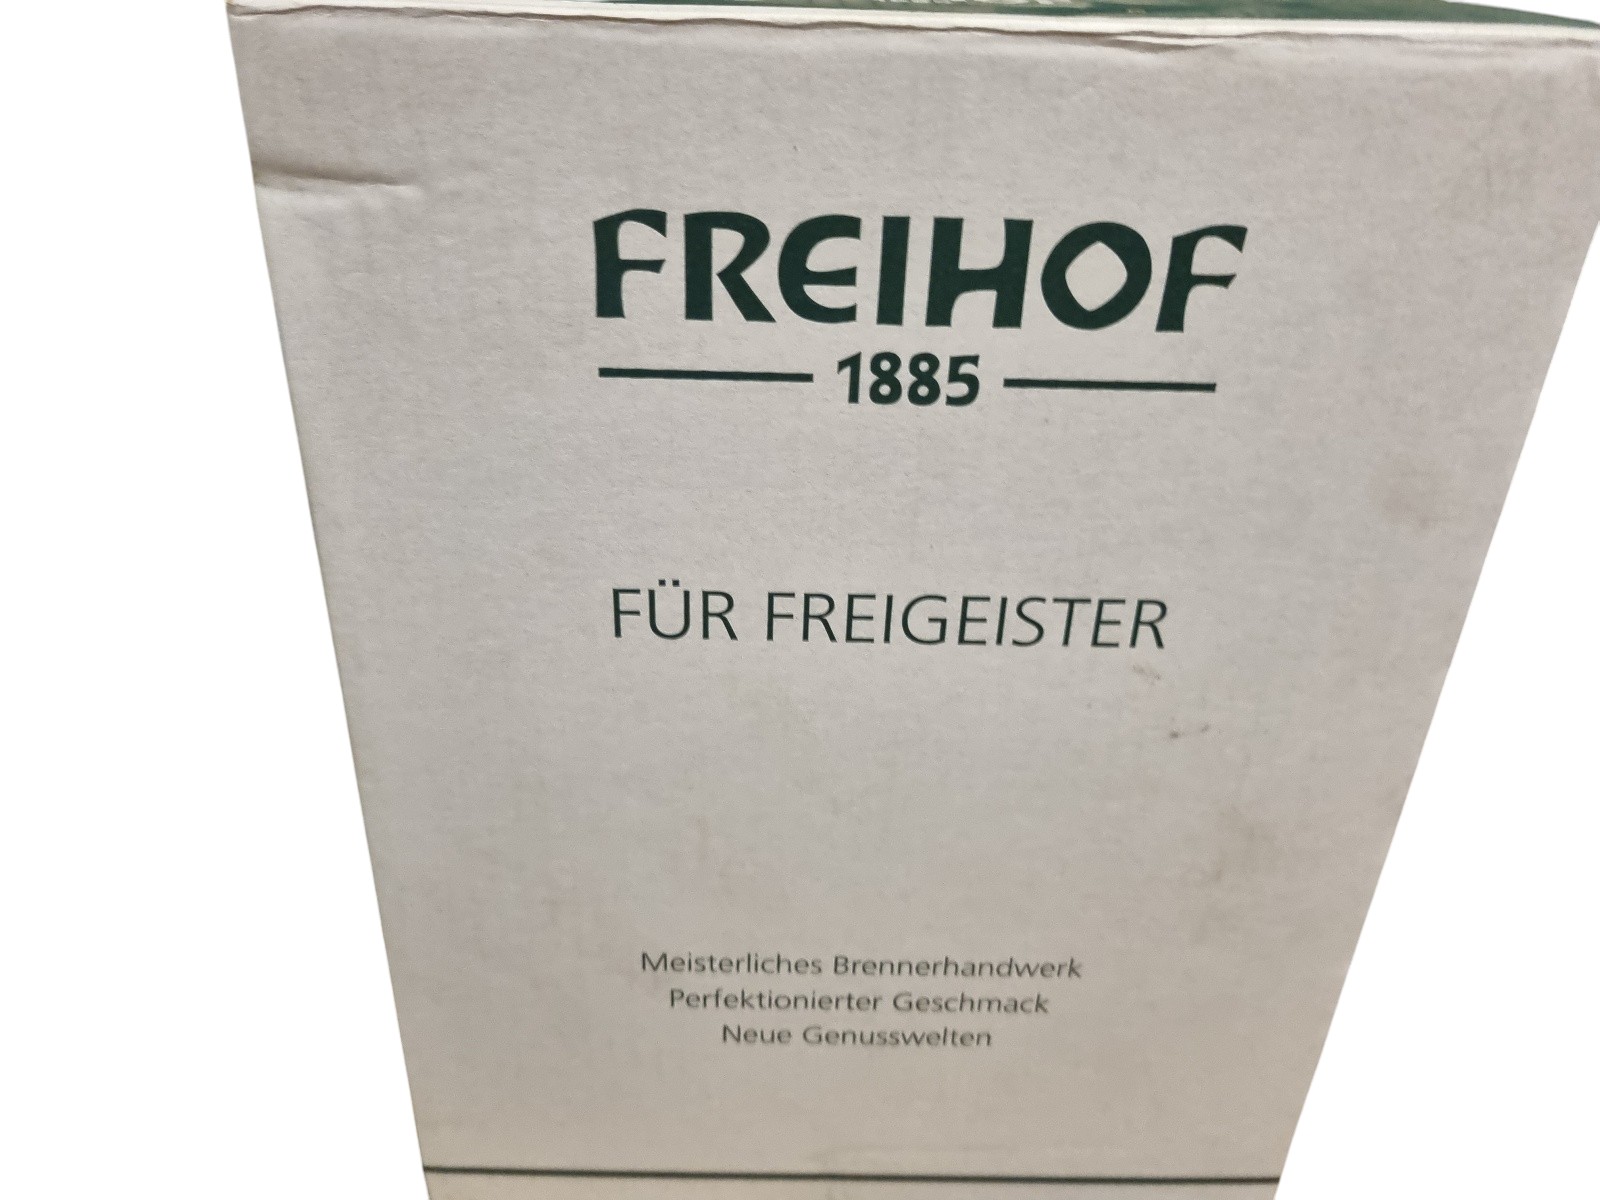 FREIHOF
1885
FÜR FREIGEISTER
Meisterliches Brennerhandwerk
Perfektionierter Geschmack
Neue Genusswelten